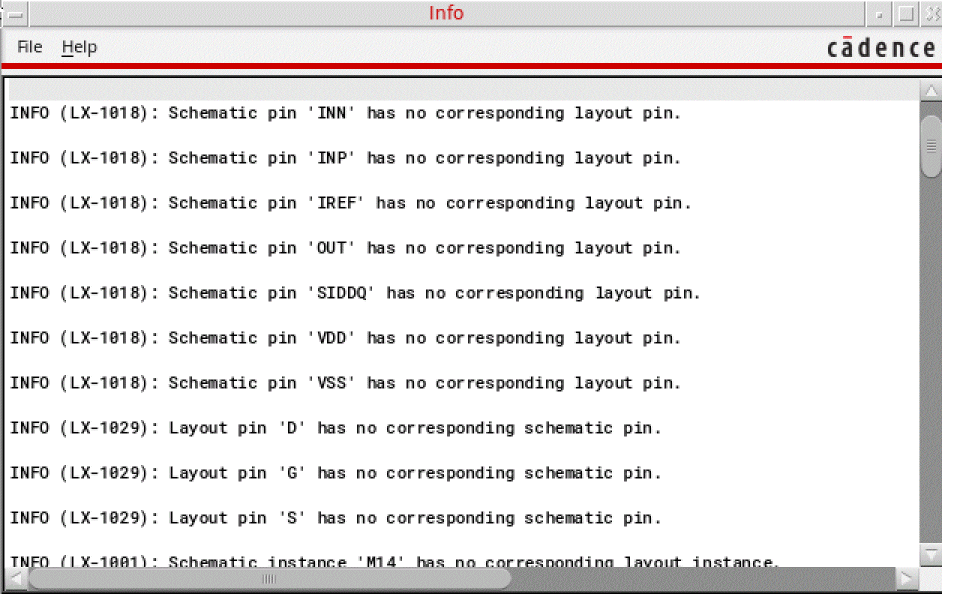 Info
File Help
cādence
INFO (LX-1018): Schematic pin 'INN' has no corresponding layout pin.
INFO (LX-1018): Schematic pin 'INP' has no corresponding layout pin.
INFO (LX-1018): Schematic pin 'IREF' has no corresponding layout pin.
INFO (LX-1018): Schematic pin 'OUT' has no corresponding layout pin.
INFO (LX-1018): Schematic pin 'SIDDQ' has no corresponding layout pin.
INFO (LX-1018): Schematic pin 'VDD' has no corresponding layout pin.
INFO (LX-1018): Schematic pin 'VSS' has no corresponding layout pin.
INFO (LX-1029): Layout pin 'D' has no corresponding schematic pin.
INFO (LX-1029): Layout pin 'G' has no corresponding schematic pin.
INFO (LX-1029): Layout pin 'S' has no corresponding schematic pin.
INFO (LX-1001): Schematic instance 'M14' has no corresponding layout instance.